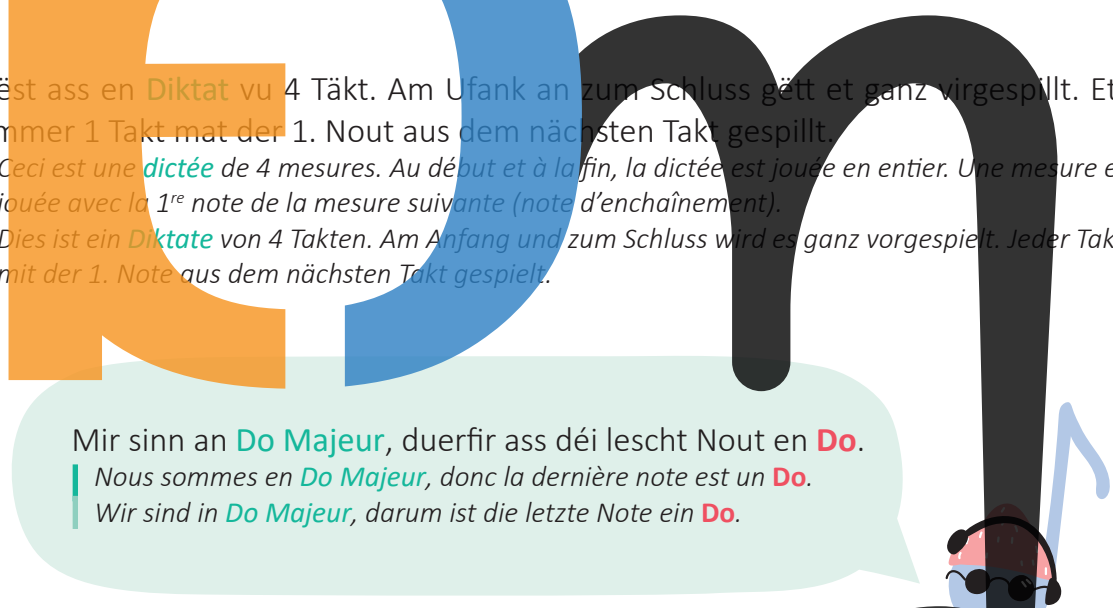 ëst ass en Diktat vu 4 Täkt. Am Ufank an zum Schluss gëtt et ganz virgespillt. Et
mmer 1 Takt mat der 1. Nout aus dem nächsten Takt gespillt.
Ceci est une dictée de 4 mesures. Au début et à la fin, la dictée est jouée en entier. Une mesure e
jouée avec la 1re note de la mesure suivante (note d’enchaînement).
Dies ist ein Diktate von 4 Takten. Am Anfang und zum Schluss wird es ganz vorgespielt. Jeder Tak
mit der 1. Note aus dem nächsten Takt gespielt.
Mir sinn an Do Majeur, duerfir ass déi lescht Nout en Do.
Nous sommes en Do Majeur, donc la dernière note est un Do.
Wir sind in Do Majeur, darum ist die letzte Note ein Do.